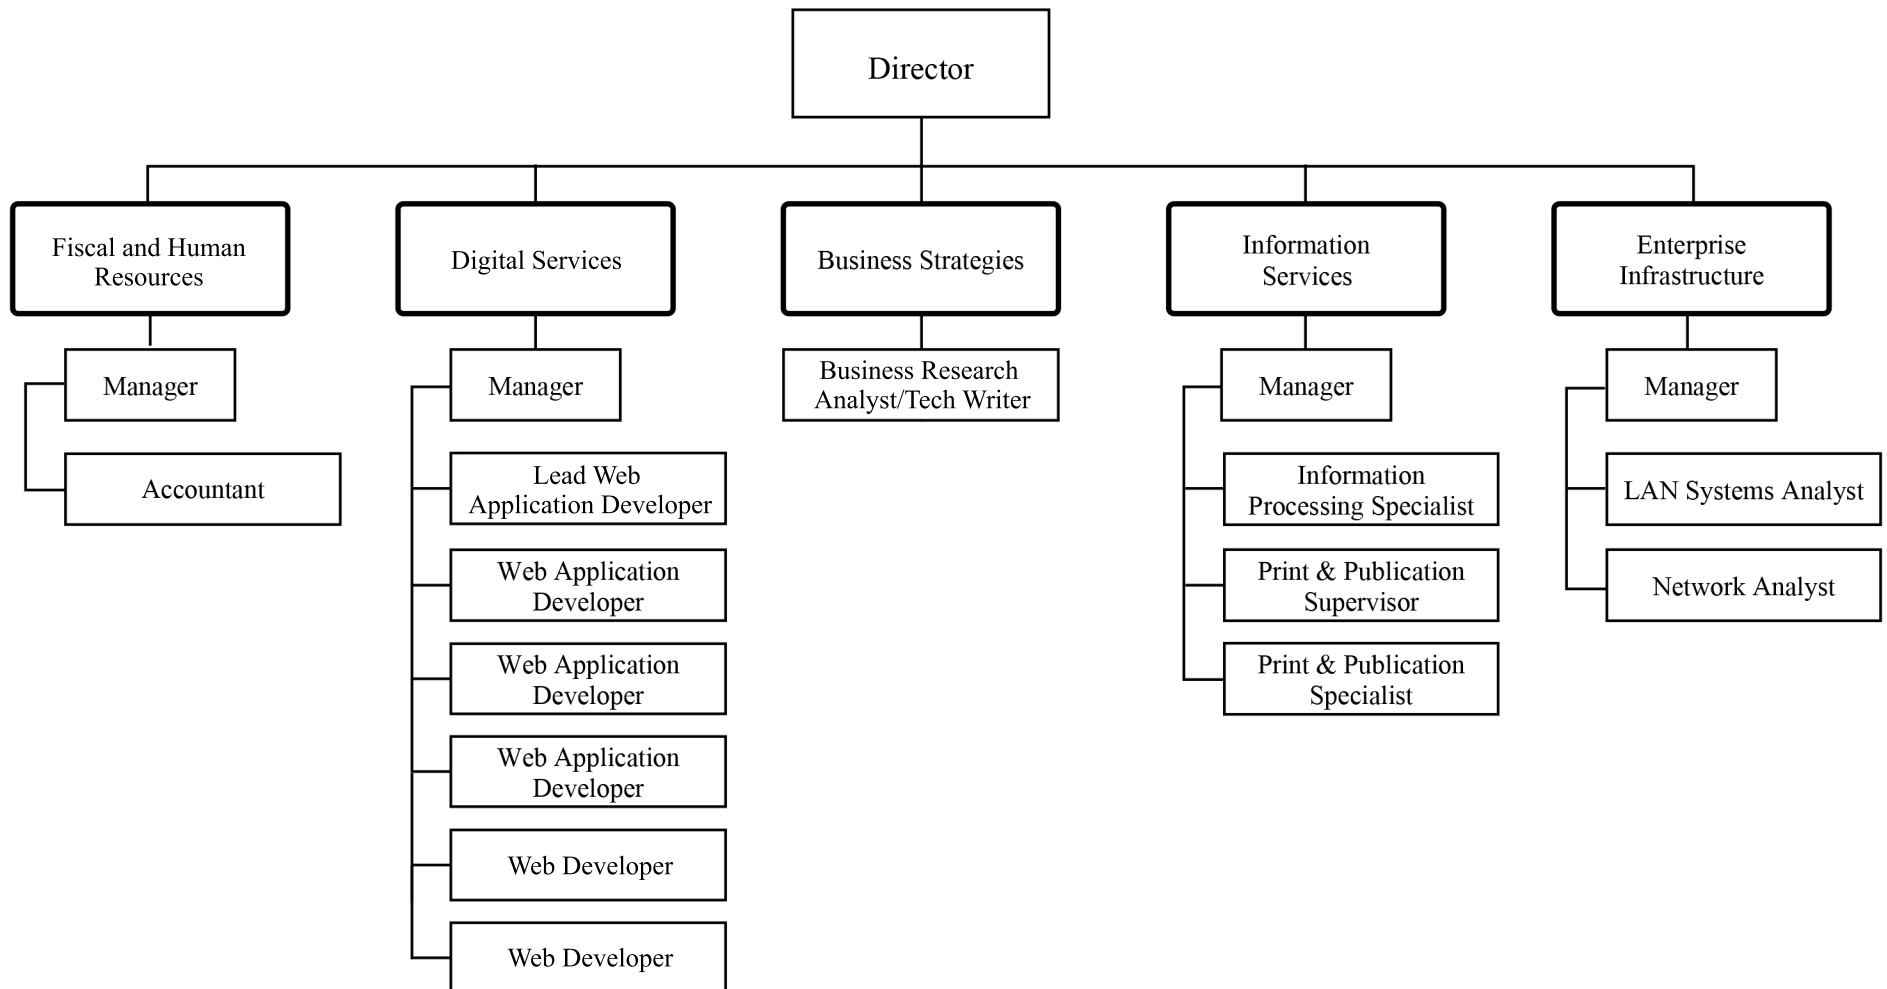 Director
Fiscal and Human
Resources
Manager
Accountant
Digital Services
Manager
Lead Web
Application Developer
Web Application
Developer
Web Application
Developer
Web Application
Developer
Web Developer
Web Developer
Business Strategies
Business Research
Analyst/Tech Writer
Information
Services
Manager
Information
Processing Specialist
Print & Publication
Supervisor
Print & Publication
Specialist
Enterprise
Infrastructure
Manager
LAN Systems Analyst
Network Analyst